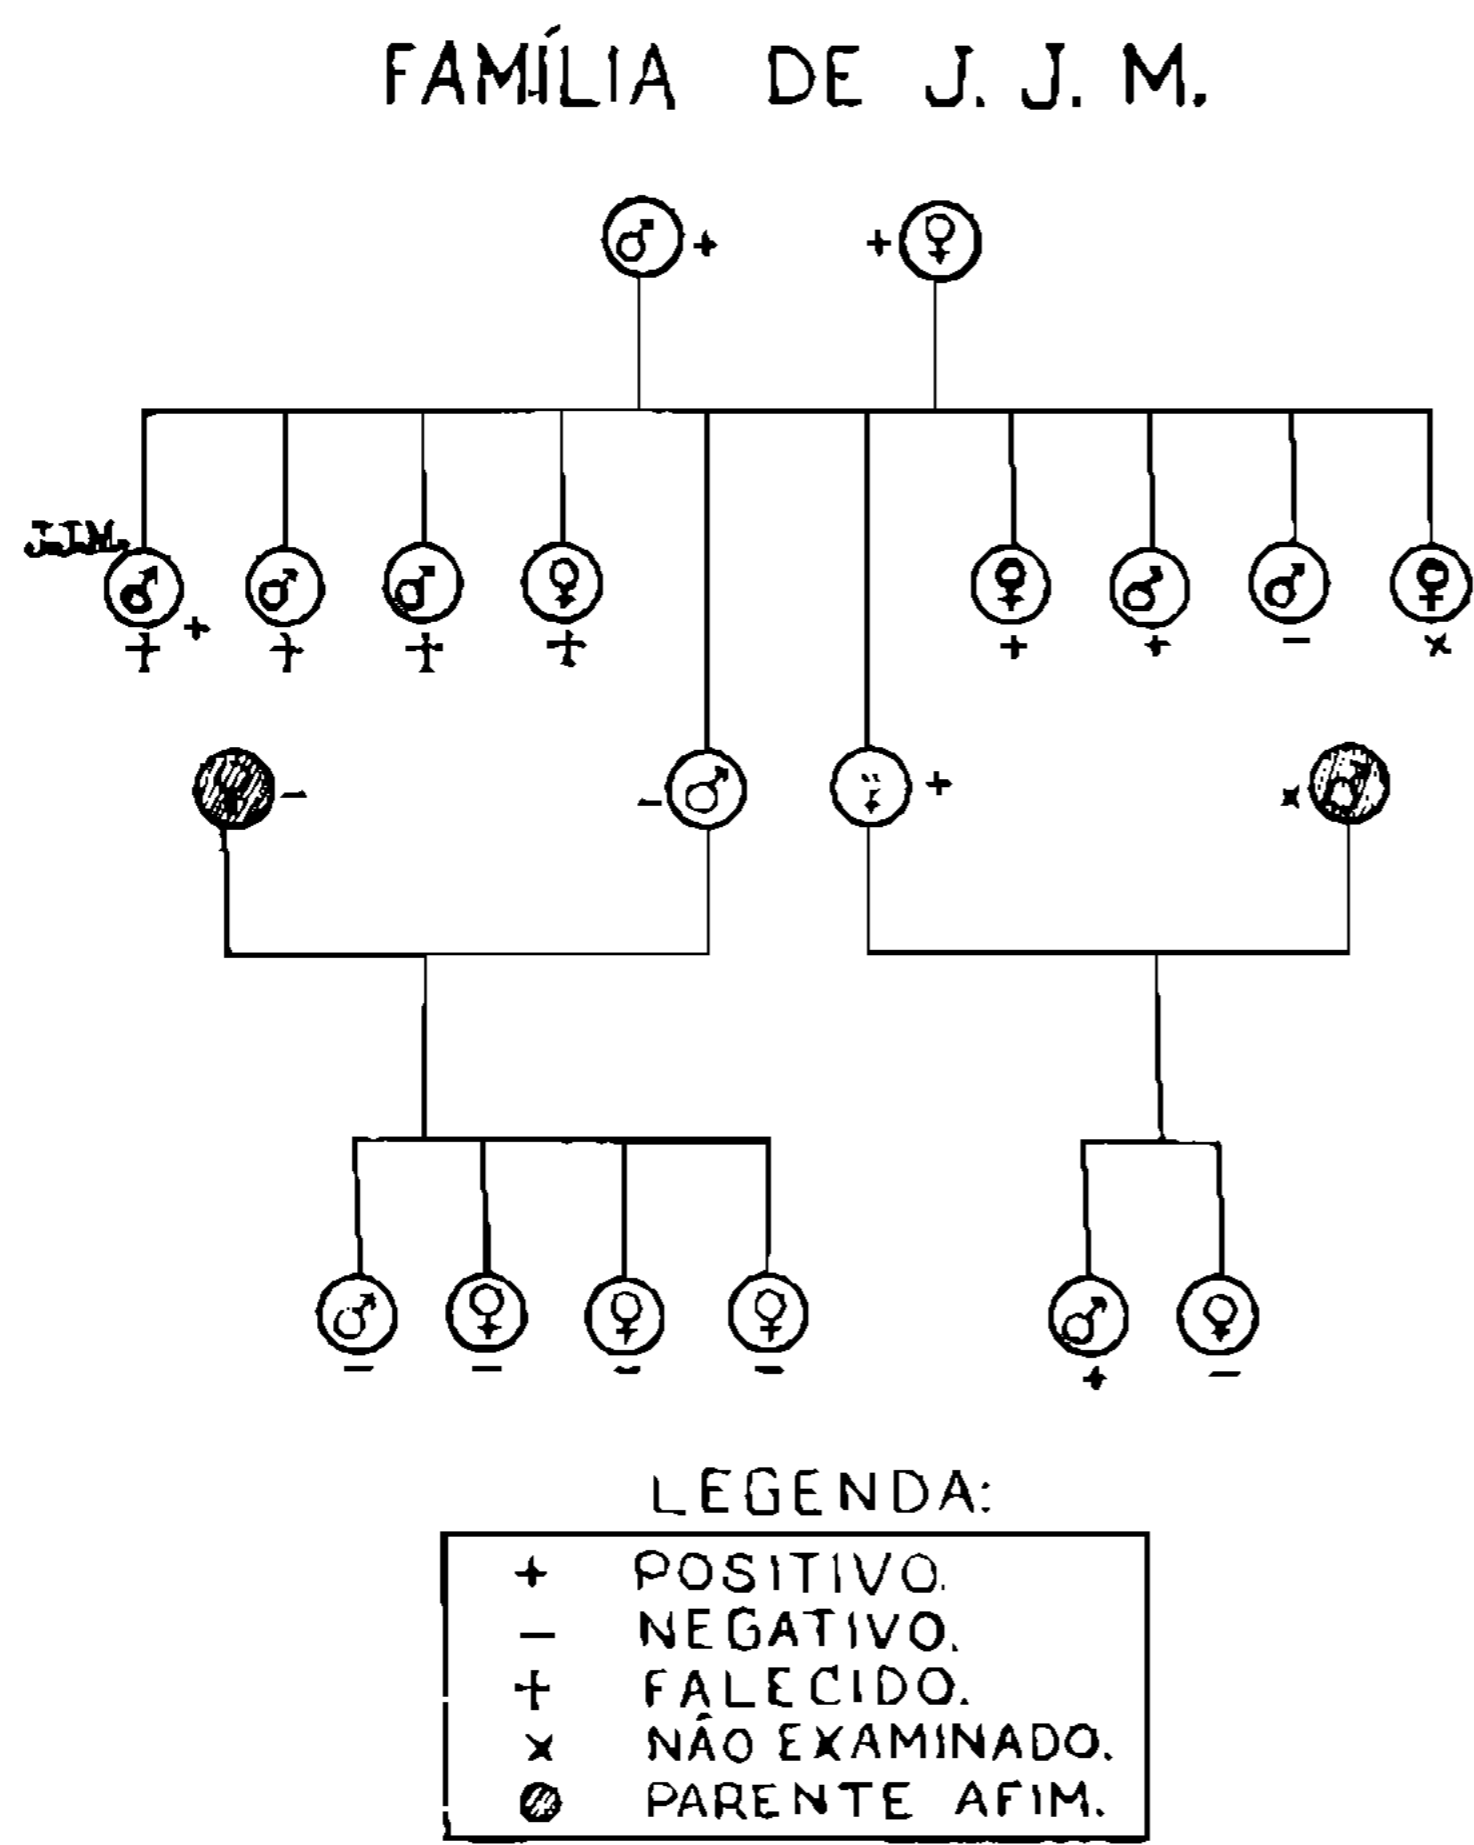 FAMÍLIA DE J. J. M.
+ +
J.J.M.
+
† † † † + + - x
- - + x
- - - - + -
LEGENDA:
+ POSITIVO.
- NEGATIVO.
† FALECIDO.
x NÃO EXAMINADO.
PARENTE AFIM.